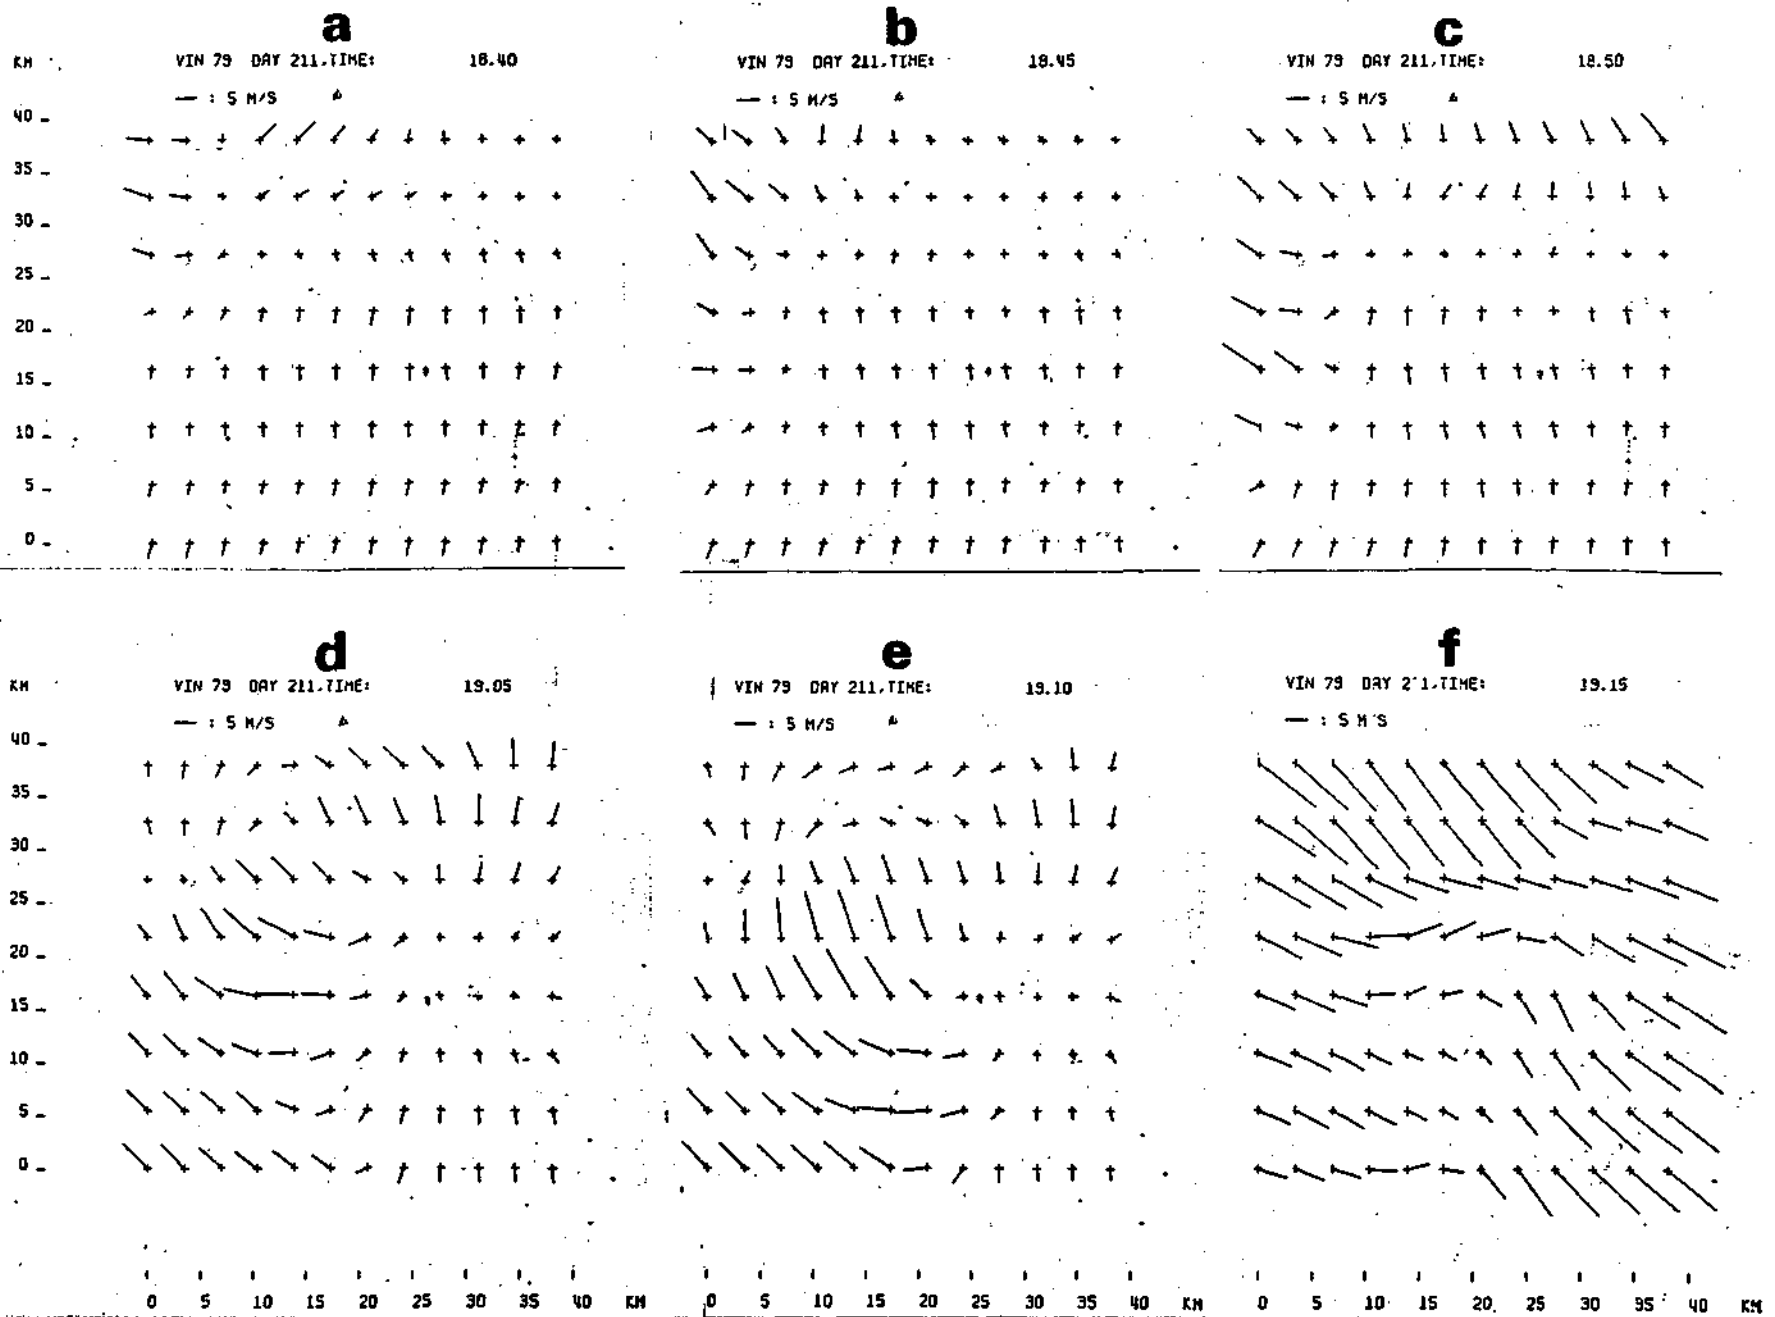 a b c
KM VIN 79 DAY 211.TIME: 18.40 VIN 79 DAY 211.TIME: 18.45 VIN 79 DAY 211.TIME: 18.50
: 5 M/S : 5 M/S : 5 M/S
40
35
30
25
20
15
10
5
0
d e f
KM VIN 79 DAY 211.TIME: 19.05 VIN 79 DAY 211.TIME: 19.10 VIN 79 DAY 2 1.TIME: 19.15
: 5 M/S : 5 M/S : 5 M S
40
35
30
25
20
15
10
5
0
0 5 10 15 20 25 30 35 40 KM 0 5 10 15 20 25 30 35 40 KM 0 5 10 15 20 25 30 35 40 KM